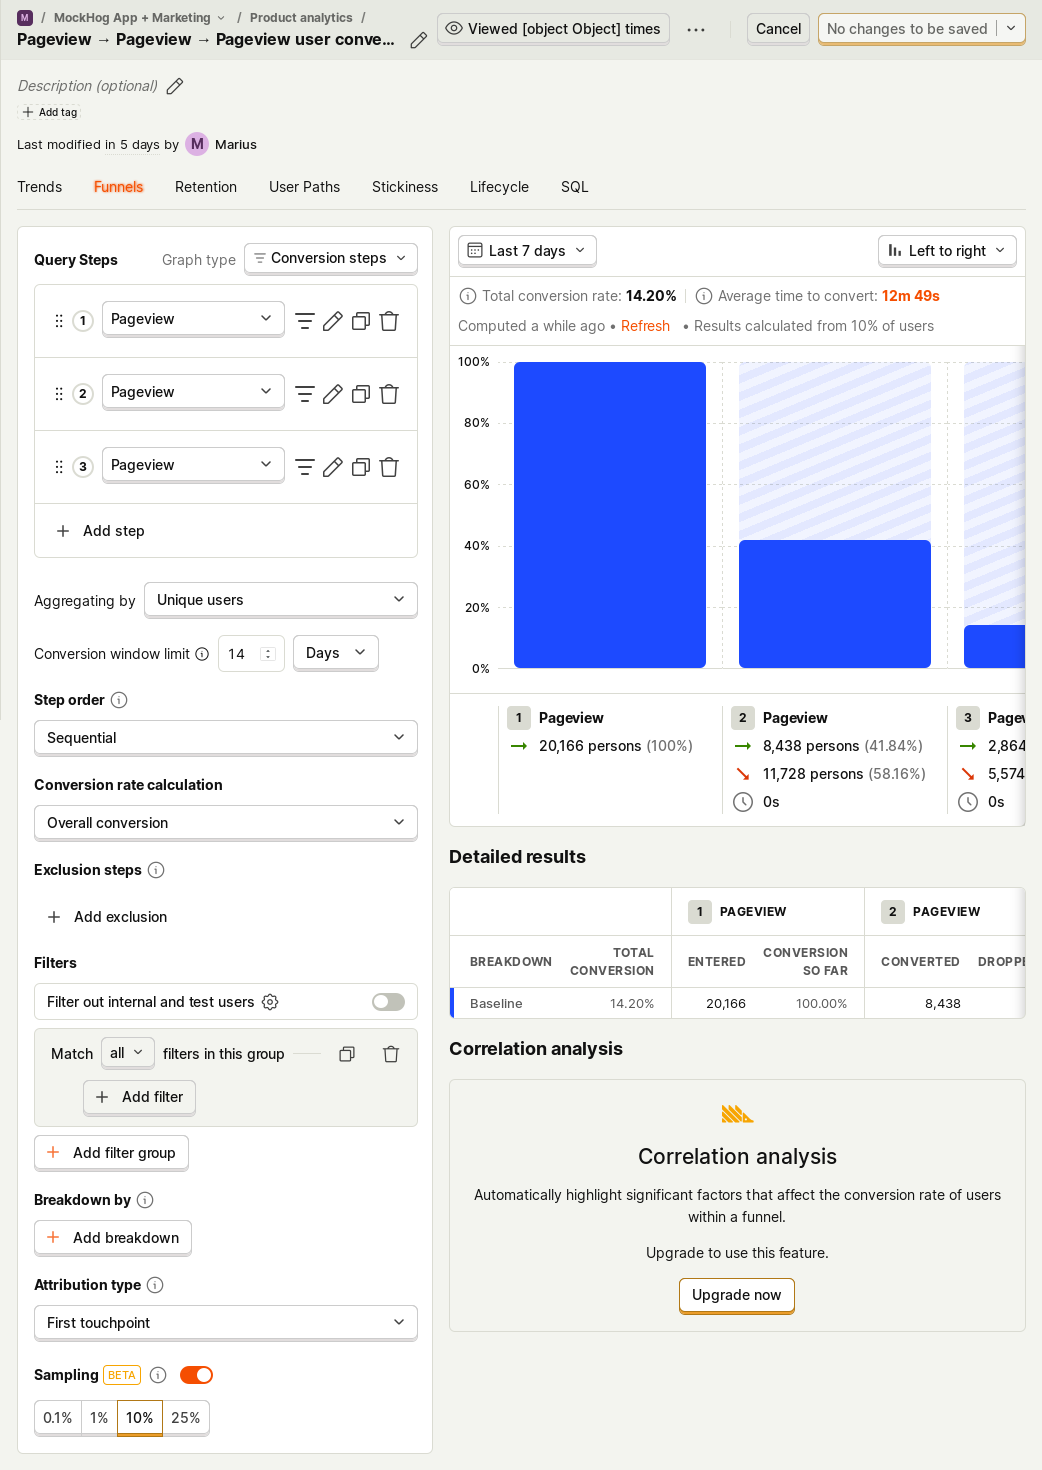 M / MockHog App + Marketing / Product analytics /
Pageview → Pageview → Pageview user conve...
Viewed [object Object] times
Cancel
No changes to be saved
Description (optional)
Add tag
Last modified in 5 days by M Marius
Trends Funnels Retention User Paths Stickiness Lifecycle SQL
Query Steps
Graph type Conversion steps
1 Pageview
2 Pageview
3 Pageview
Add step
Aggregating by Unique users
Conversion window limit 14 Days
Step order
Sequential
Conversion rate calculation
Overall conversion
Exclusion steps
Add exclusion
Filters
Filter out internal and test users
Match all filters in this group
Add filter
Add filter group
Breakdown by
Add breakdown
Attribution type
First touchpoint
Sampling BETA
0.1% 1% 10% 25%
Last 7 days
Left to right
Total conversion rate: 14.20% Average time to convert: 12m 49s
Computed a while ago • Refresh • Results calculated from 10% of users
100%
80%
60%
40%
20%
0%
1 Pageview
20,166 persons (100%)
2 Pageview
8,438 persons (41.84%)
11,728 persons (58.16%)
0s
3 Pagev
2,864
5,574
0s
Detailed results
1 PAGEVIEW 2 PAGEVIEW
BREAKDOWN TOTAL CONVERSION ENTERED CONVERSION SO FAR CONVERTED DROPPE
Baseline 14.20% 20,166 100.00% 8,438
Correlation analysis
Correlation analysis
Automatically highlight significant factors that affect the conversion rate of users
within a funnel.
Upgrade to use this feature.
Upgrade now